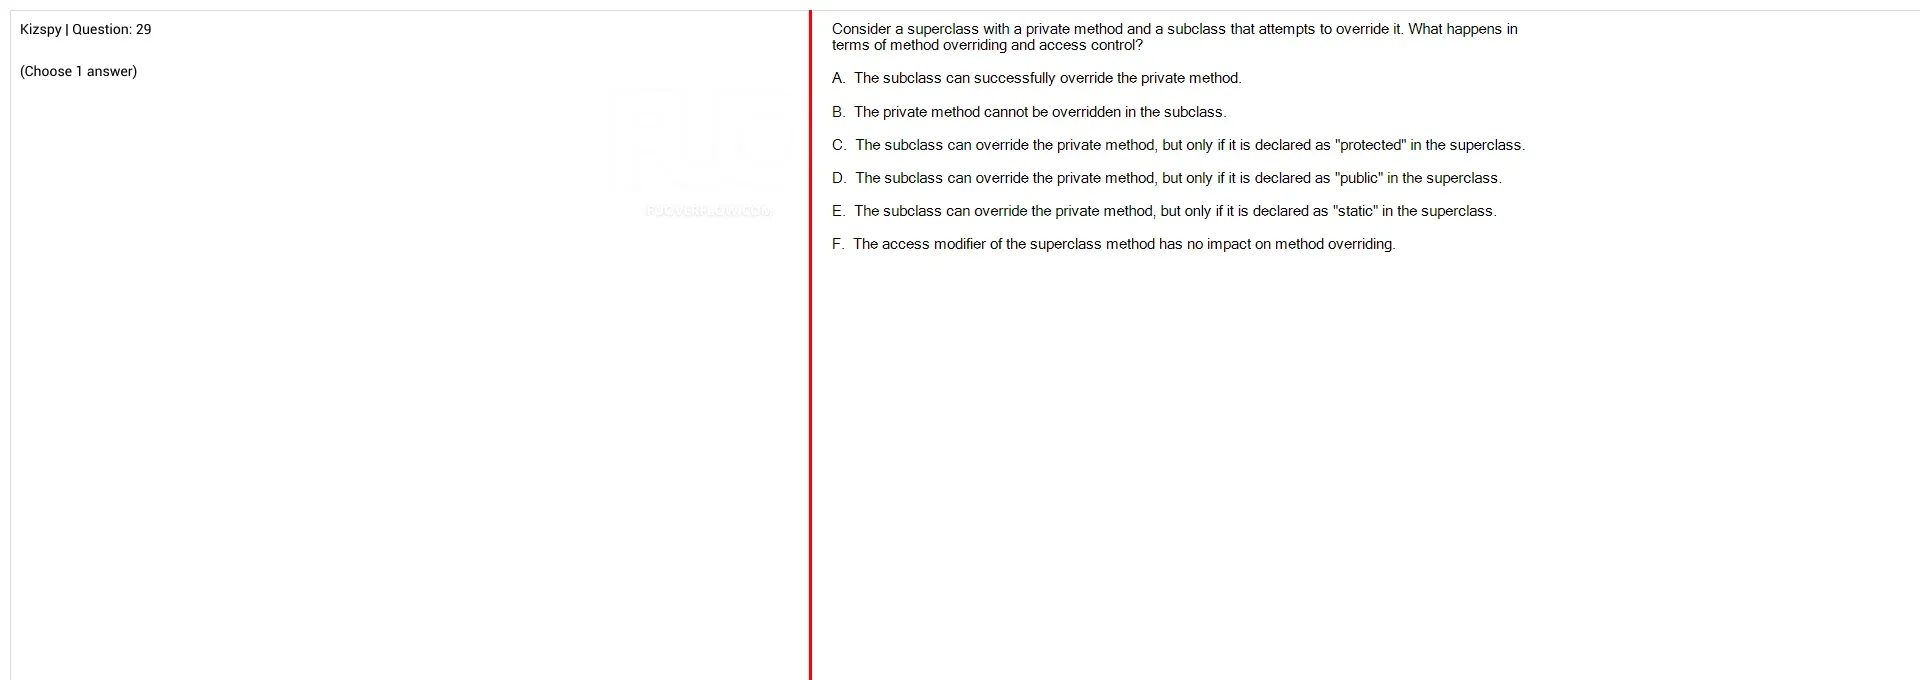 Kizspy | Question: 29
(Choose 1 answer)
FUOVERFLOW.COM
Consider a superclass with a private method and a subclass that attempts to override it. What happens in
terms of method overriding and access control?
A. The subclass can successfully override the private method.
B. The private method cannot be overridden in the subclass.
C. The subclass can override the private method, but only if it is declared as "protected" in the superclass.
D. The subclass can override the private method, but only if it is declared as "public" in the superclass.
E. The subclass can override the private method, but only if it is declared as "static" in the superclass.
F. The access modifier of the superclass method has no impact on method overriding.